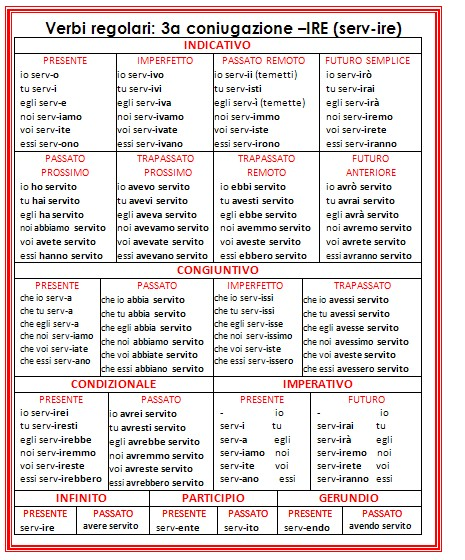 Verbi regolari: 3a coniugazione –IRE (serv-ire)
INDICATIVO
PRESENTE
io serv-o
tu serv-i
egli serv-e
noi serv-iamo
voi serv-ite
essi serv-ono
IMPERFETTO
io serv-ivo
tu serv-ivi
egli serv-iva
noi serv-ivamo
voi serv-ivate
essi serv-ivano
PASSATO REMOTO
io serv-ii (temetti)
tu serv-isti
egli serv-ì (temette)
noi serv-immo
voi serv-iste
essi serv-irono
FUTURO SEMPLICE
io serv-irò
tu serv-irai
egli serv-irà
noi serv-iremo
voi serv-irete
essi serv-iranno
PASSATO
PROSSIMO
io ho servito
tu hai servito
egli ha servito
noi abbiamo servito
voi avete servito
essi hanno servito
TRAPASSATO
PROSSIMO
io avevo servito
tu avevi servito
egli aveva servito
noi avevamo servito
voi avevate servito
essi avevano servito
TRAPASSATO
REMOTO
io ebbi servito
tu avesti servito
egli ebbe servito
noi avemmo servito
voi aveste servito
essi ebbero servito
FUTURO
ANTERIORE
io avrò servito
tu avrai servito
egli avrà servito
noi avremo servito
voi avrete servito
essi avranno servito
CONGIUNTIVO
PRESENTE
che io serv-a
che tu serv-a
che egli serv-a
che noi serv-iamo
che voi serv-iate
che essi serv-ano
PASSATO
che io abbia servito
che tu abbia servito
che egli abbia servito
che noi abbiamo servito
che voi abbiate servito
che essi abbiano servito
IMPERFETTO
che io serv-issi
che tu serv-issi
che egli serv-isse
che noi serv-issimo
che voi serv-iste
che essi serv-issero
TRAPASSATO
che io avessi servito
che tu avessi servito
che egli avesse servito
che noi avessimo servito
che voi aveste servito
che essi avessero servito
CONDIZIONALE
PRESENTE
io serv-irei
tu serv-iresti
egli serv-irebbe
noi serv-iremmo
voi serv-ireste
essi serv-irebbero
PASSATO
io avrei servito
tu avresti servito
egli avrebbe servito
noi avremmo servito
voi avreste servito
essi avrebbero servito
IMPERATIVO
PRESENTE
- io
serv-i tu
serv-a egli
serv-iamo noi
serv-ite voi
serv-ano essi
FUTURO
- io
serv-irai tu
serv-irà egli
serv-iremo noi
serv-irete voi
serv-iranno essi
INFINITO
PRESENTE
serv-ire
PASSATO
avere servito
PARTICIPIO
PRESENTE
serv-ente
PASSATO
serv-ito
GERUNDIO
PRESENTE
serv-endo
PASSATO
avendo servito